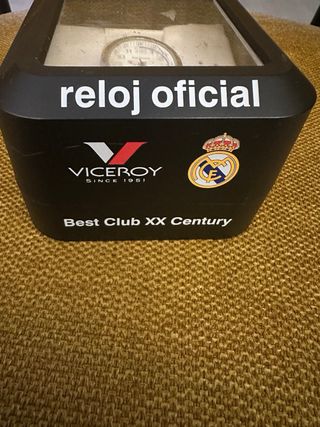 reloj oficial
VICEROY
SINCE 1951
Best Club XX Century